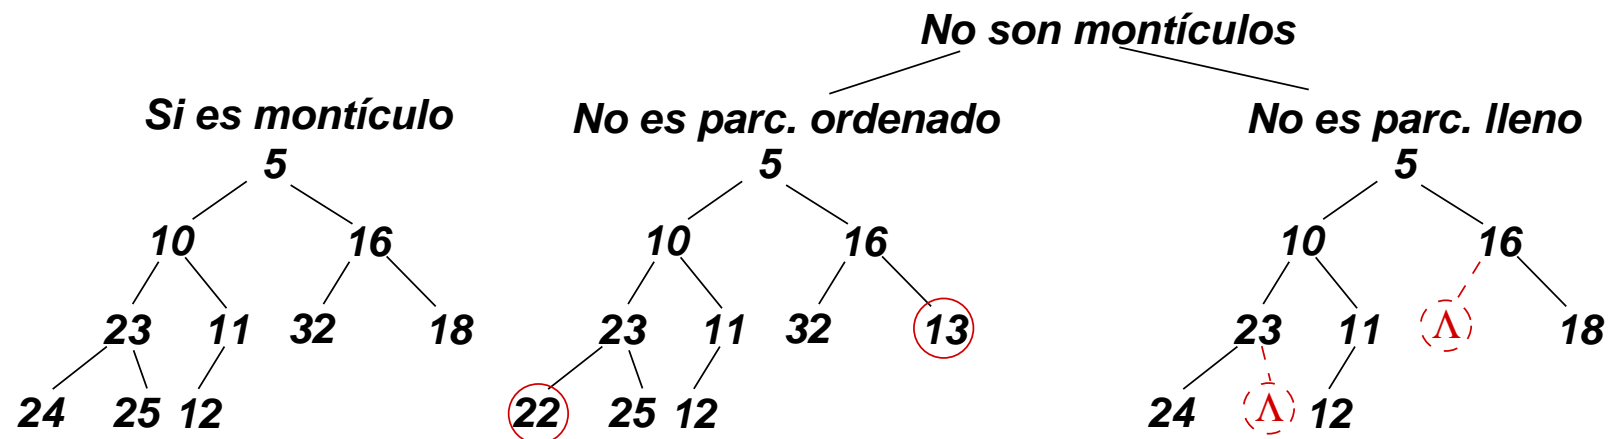 No son montículos
Si es montículo
No es parc. ordenado
No es parc. lleno
5 5 5
10 16 10 16 10 16
23 11 32 18 23 11 32 13 23 11 Λ 18
24 25 12 22 25 12 24 Λ 12